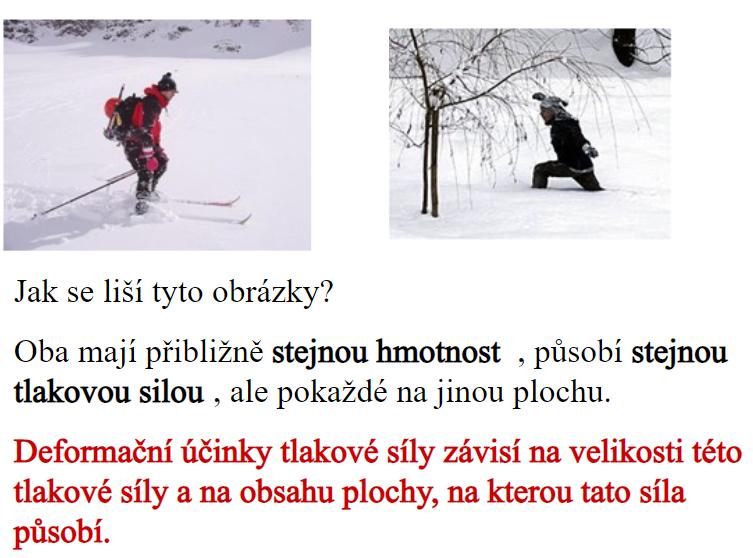 Jak se liší tyto obrázky?
Oba mají přibližně stejnou hmotnost , působí stejnou
tlakovou silou , ale pokaždé na jinou plochu.
Deformační účinky tlakové síly závisí na velikosti této
tlakové síly a na obsahu plochy, na kterou tato síla
působí.